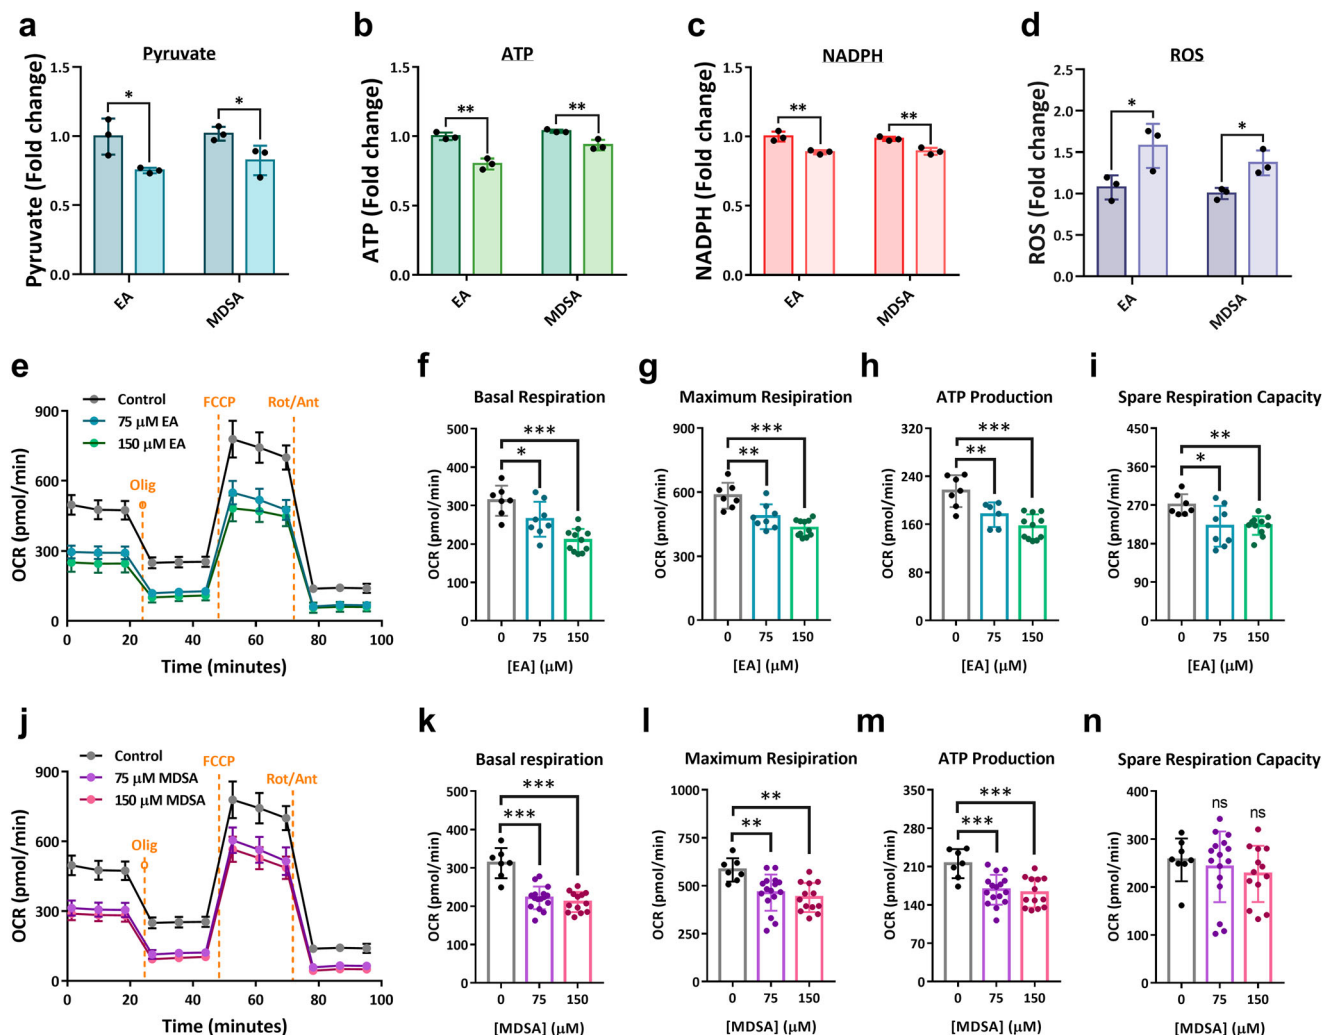 a
Pyruvate
Pyruvate (Fold change)
1.5
1.0
0.5
0.0
*
*
EA
MDSA
b
ATP
ATP (Fold change)
1.5
1.0
0.5
0.0
**
**
EA
MDSA
c
NADPH
NADPH (Fold change)
1.5
1.0
0.5
0.0
**
**
EA
MDSA
d
ROS
ROS (Fold change)
2.5
2.0
1.5
1.0
0.5
0.0
*
*
EA
MDSA
e
Control
75 μM EA
150 μM EA
FCCP
Rot/Ant
Olig
OCR (pmol/min)
900
600
300
0
0 20 40 60 80 100
Time (minutes)
f
Basal Respiration
OCR (pmol/min)
500
400
300
200
100
0
***
*
0 75 150
[EA] (μM)
g
Maximum Resipiration
OCR (pmol/min)
900
600
300
0
***
**
0 75 150
[EA] (μM)
h
ATP Production
OCR (pmol/min)
320
240
160
80
0
***
**
0 75 150
[EA] (μM)
i
Spare Respiration Capacity
OCR (pmol/min)
450
360
270
180
90
0
**
*
0 75 150
[EA] (μM)
j
Control
75 μM MDSA
150 μM MDSA
FCCP
Rot/Ant
Olig
OCR (pmol/min)
900
600
300
0
0 20 40 60 80 100
Time (minutes)
k
Basal respiration
OCR (pmol/min)
500
400
300
200
100
0
***
***
0 75 150
[MDSA] (μM)
l
Maximum Resipiration
OCR (pmol/min)
1000
750
500
250
0
**
**
0 75 150
[MDSA] (μM)
m
ATP Production
OCR (pmol/min)
350
280
210
140
70
0
***
***
0 75 150
[MDSA] (μM)
n
Spare Respiration Capacity
OCR (pmol/min)
400
300
200
100
0
ns
ns
0 75 150
[MDSA] (μM)